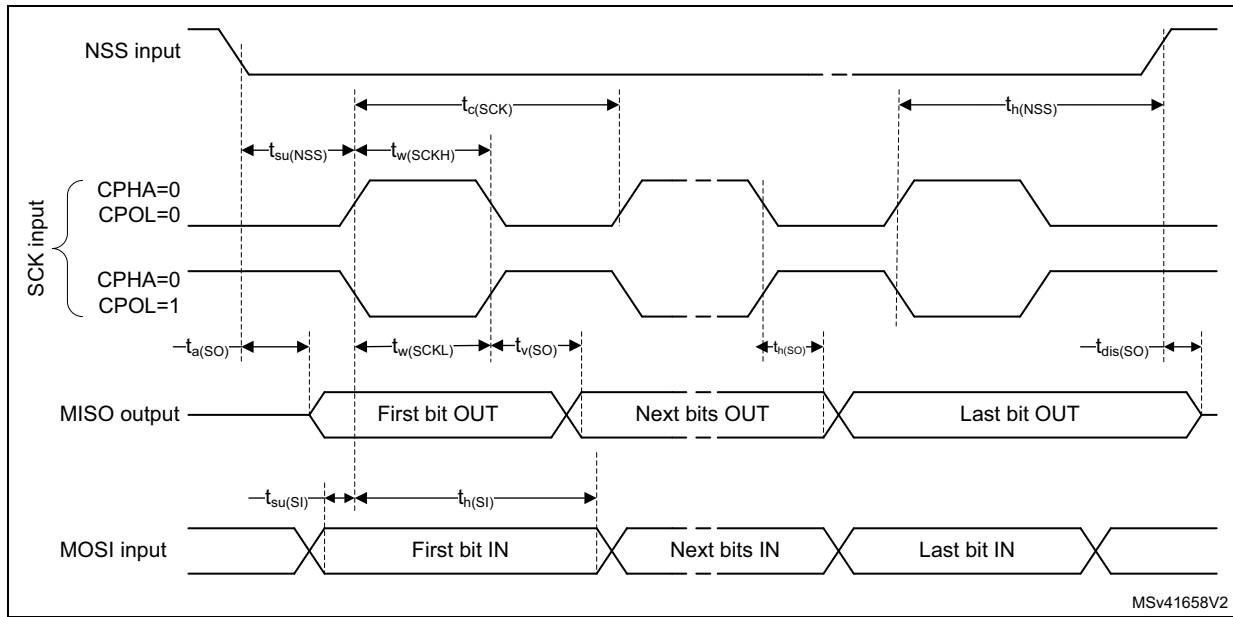 NSS input
tc(SCK)
th(NSS)
tsu(NSS)
tw(SCKH)
SCK input
CPHA=0
CPOL=0
CPHA=0
CPOL=1
ta(SO)
tw(SCKL)
tv(SO)
th(SO)
tdis(SO)
MISO output
First bit OUT
Next bits OUT
Last bit OUT
tsu(SI)
th(SI)
MOSI input
First bit IN
Next bits IN
Last bit IN
MSv41658V2